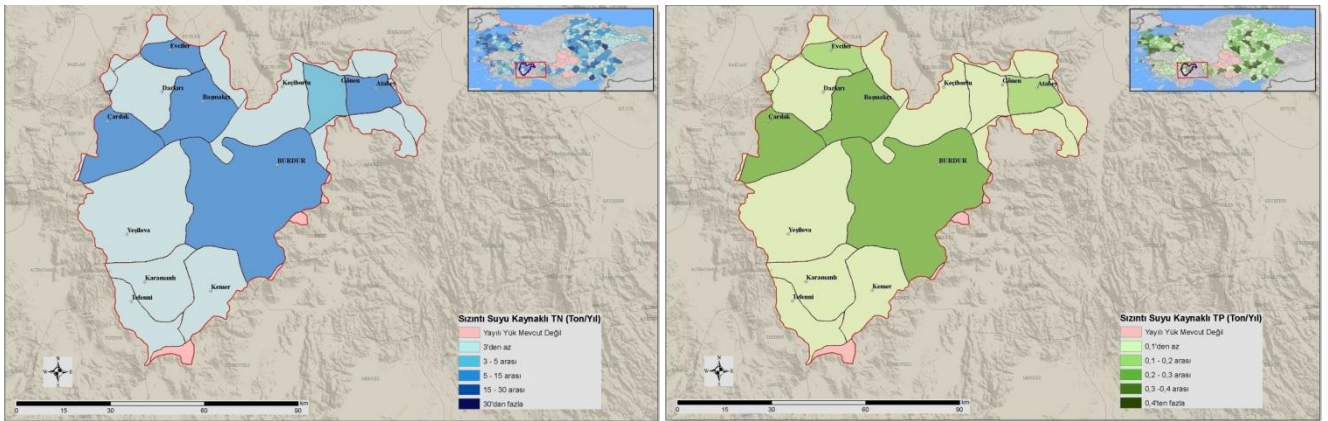 Evciler
Dazkırı
Başmakçı
Keçiborlu
Gönen
Atabey
Çardak
BURDUR
Yeşilova
Karamanlı
Tefenni
Kemer
Sızıntı Suyu Kaynaklı TN (Ton/Yıl)
Yayılı Yük Mevcut Değil
3'den az
3 - 5 arası
5 - 15 arası
15 - 30 arası
30'dan fazla
N
W E
S
km
0 15 30 60 90
Evciler
Dazkırı
Başmakçı
Keçiborlu
Gönen
Atabey
Çardak
BURDUR
Yeşilova
Karamanlı
Tefenni
Kemer
Sızıntı Suyu Kaynaklı TP (Ton/Yıl)
Yayılı Yük Mevcut Değil
0,1'den az
0,1 - 0,2 arası
0,2 - 0,3 arası
0,3 -0,4 arası
0,4'ten fazla
N
W E
S
km
0 15 30 60 90